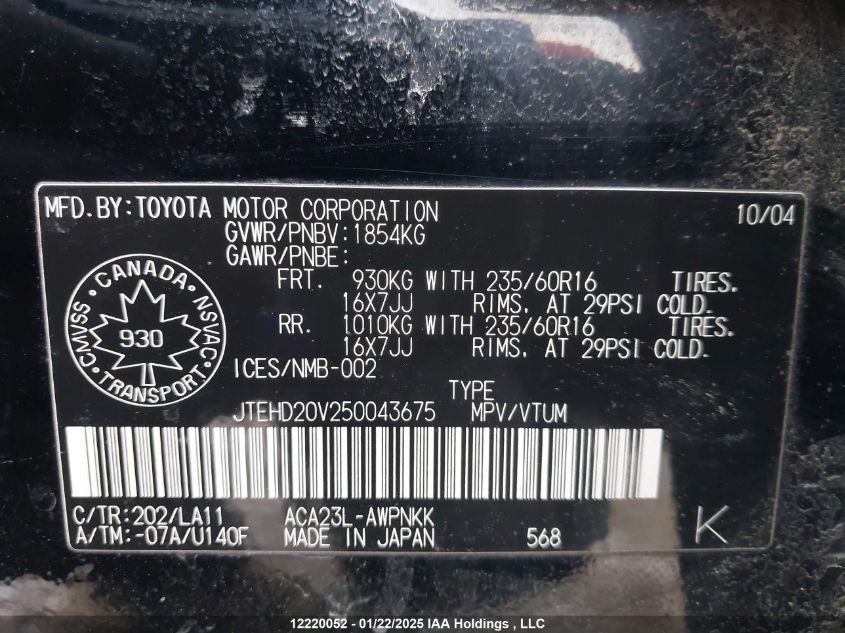 MFD.BY:TOYOTA MOTOR CORPORATION 10/04
GVWR/PNBV:1854KG
GAWR/PNBE:
FRT. 930KG WITH 235/60R16 TIRES.
16X7JJ RIMS. AT 29PSI COLD.
RR. 1010KG WITH 235/60R16 TIRES.
16X7JJ RIMS. AT 29PSI COLD.
CANADA
CMVSS 930 NSVAC
TRANSPORT
ICES/NMB-002
TYPE
JTEHD20V250043675 MPV/VTUM
C/TR:202/LA11 ACA23L-AWPNKK
A/TM:-07A/U140F MADE IN JAPAN 568 K
12220052 - 01/22/2025 IAA Holdings , LLC